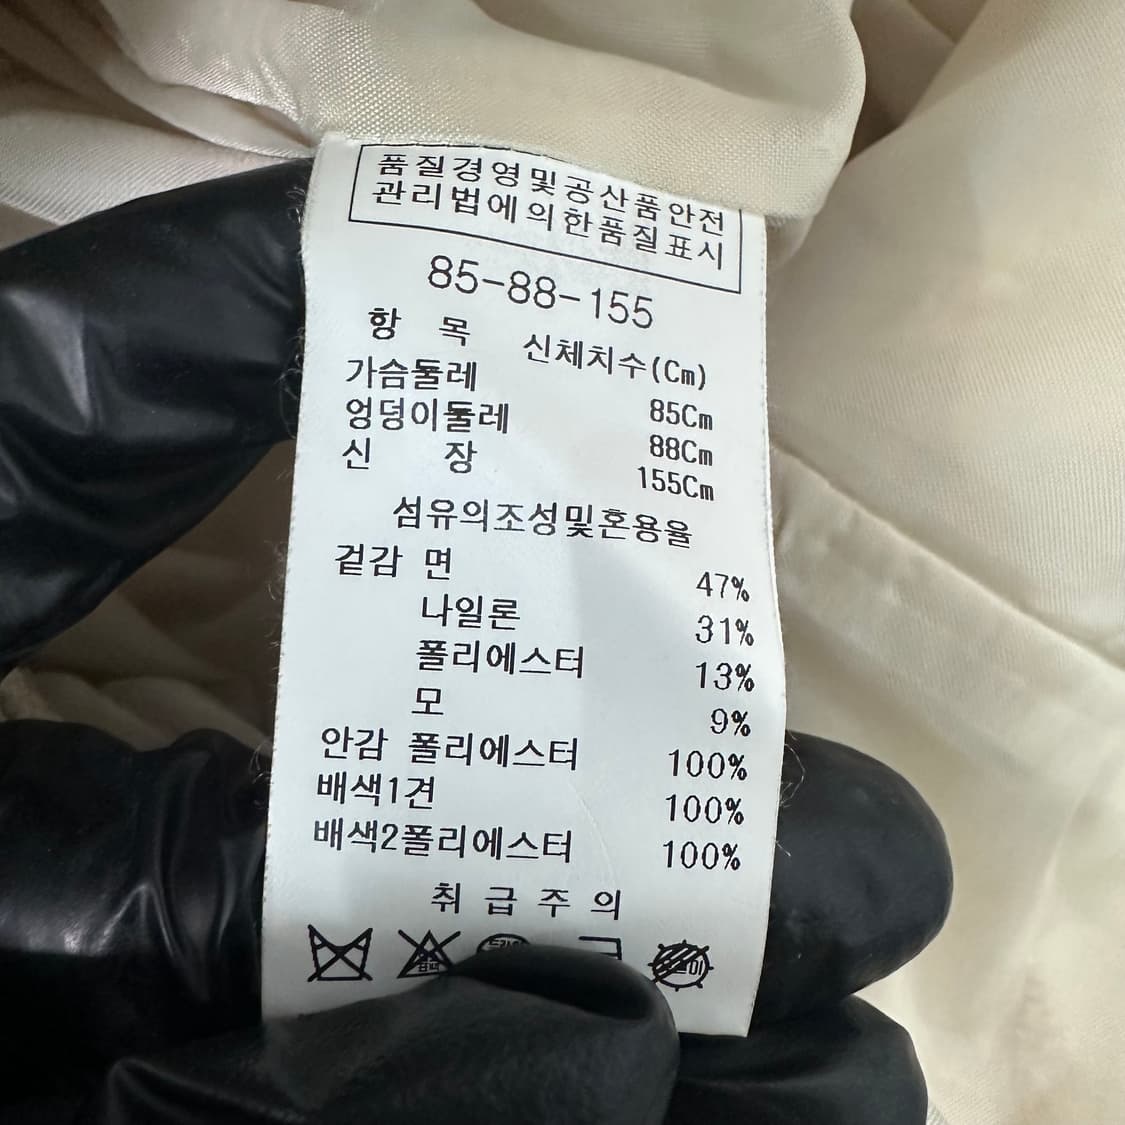 품질경영및공산품안전
관리법에의한품질표시
85-88-155
항 목 신체치수(Cm)
가슴둘레 85Cm
엉덩이둘레 88Cm
신 장 155Cm
섬유의조성및혼용율
겉감 면 47%
나일론 31%
폴리에스터 13%
모 9%
안감 폴리에스터 100%
배색1견 100%
배색2폴리에스터 100%
취급주의